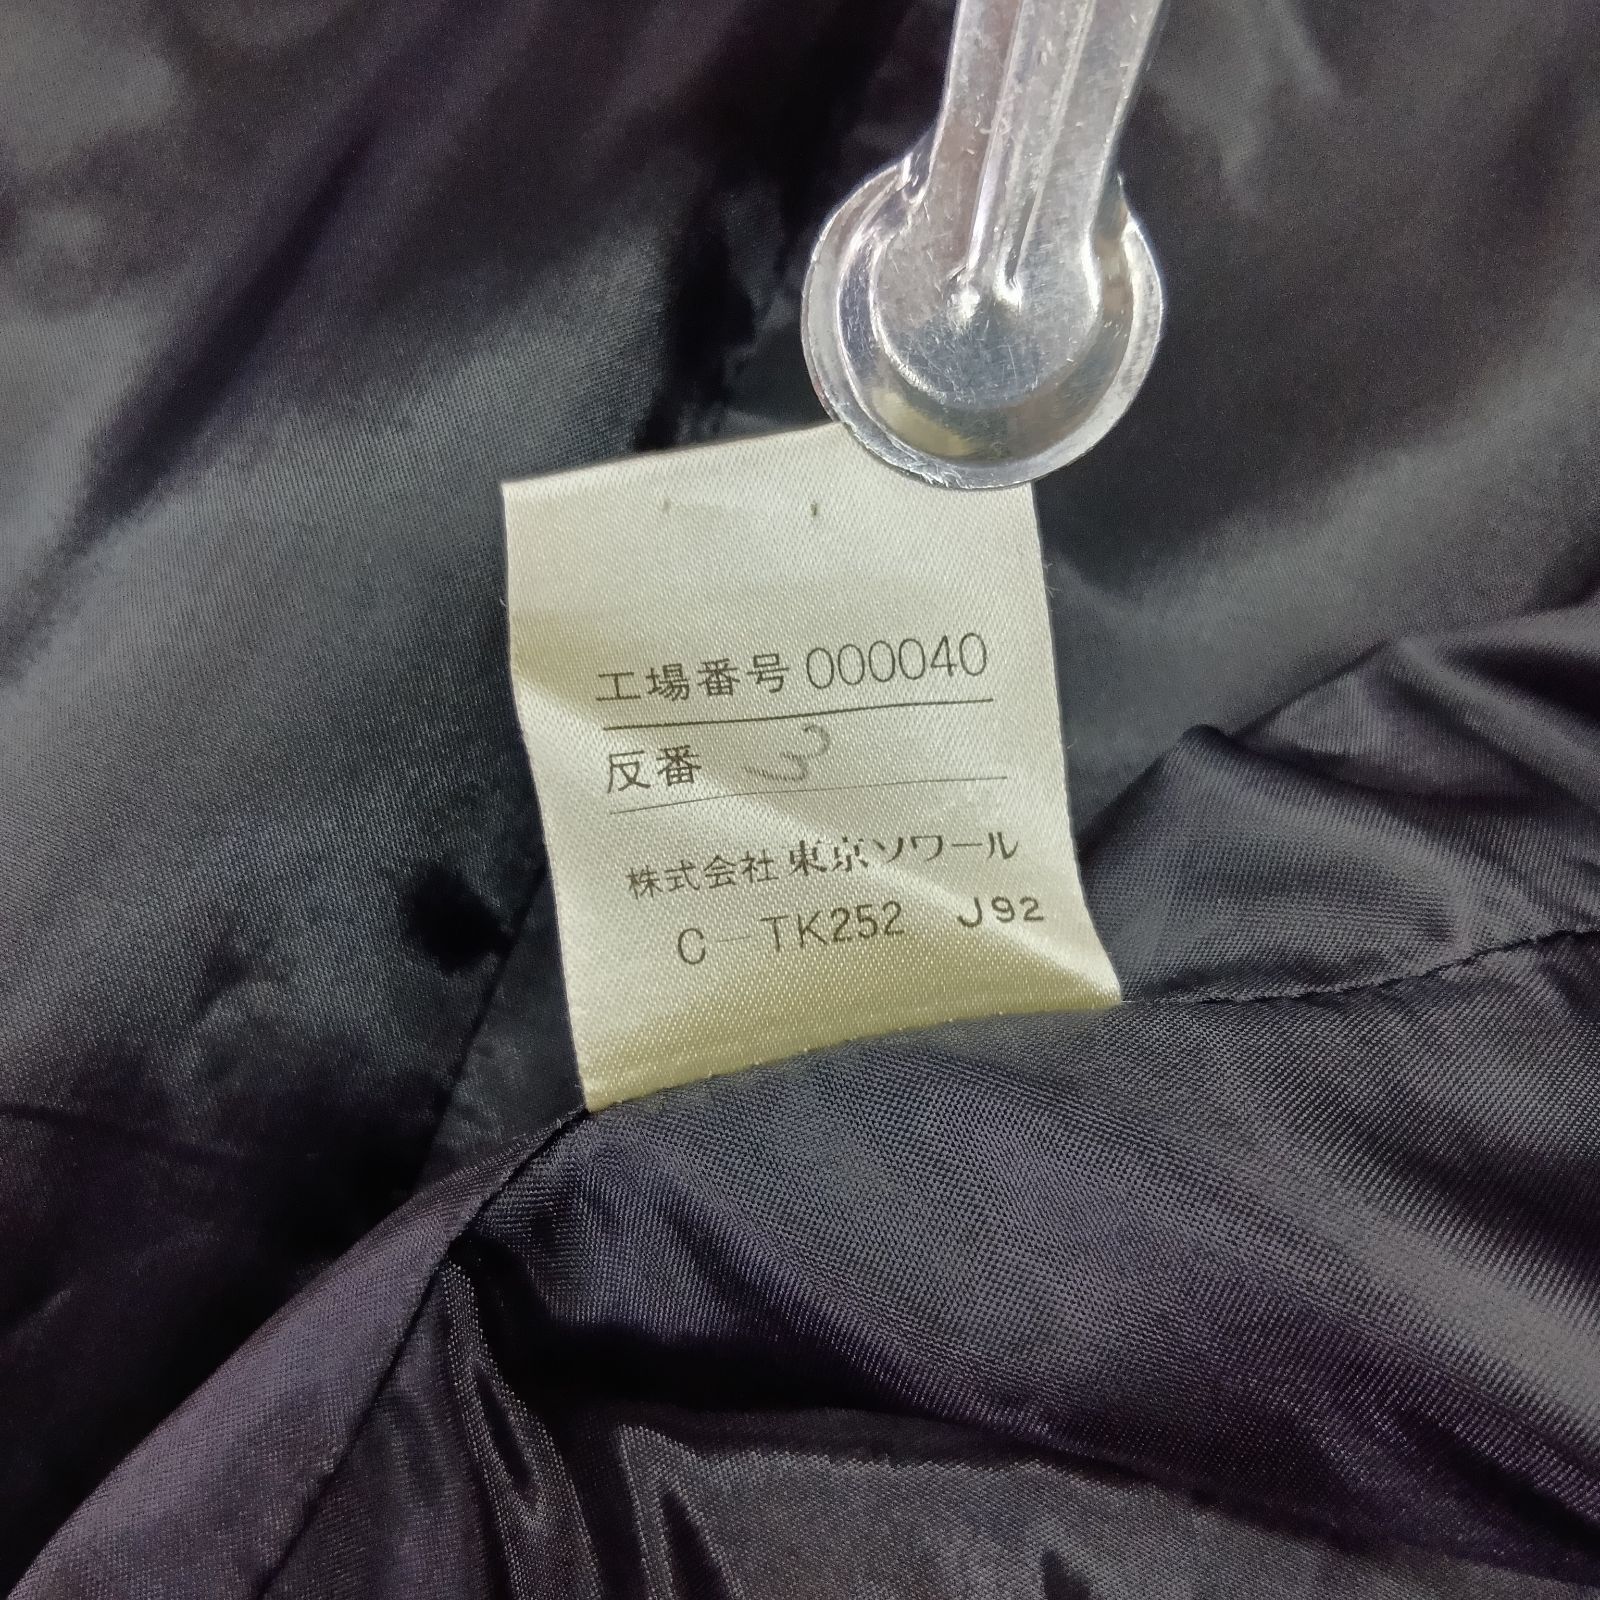 工場番号 000040
反番 3
株式会社 東京ソワール
C-TK252 J92